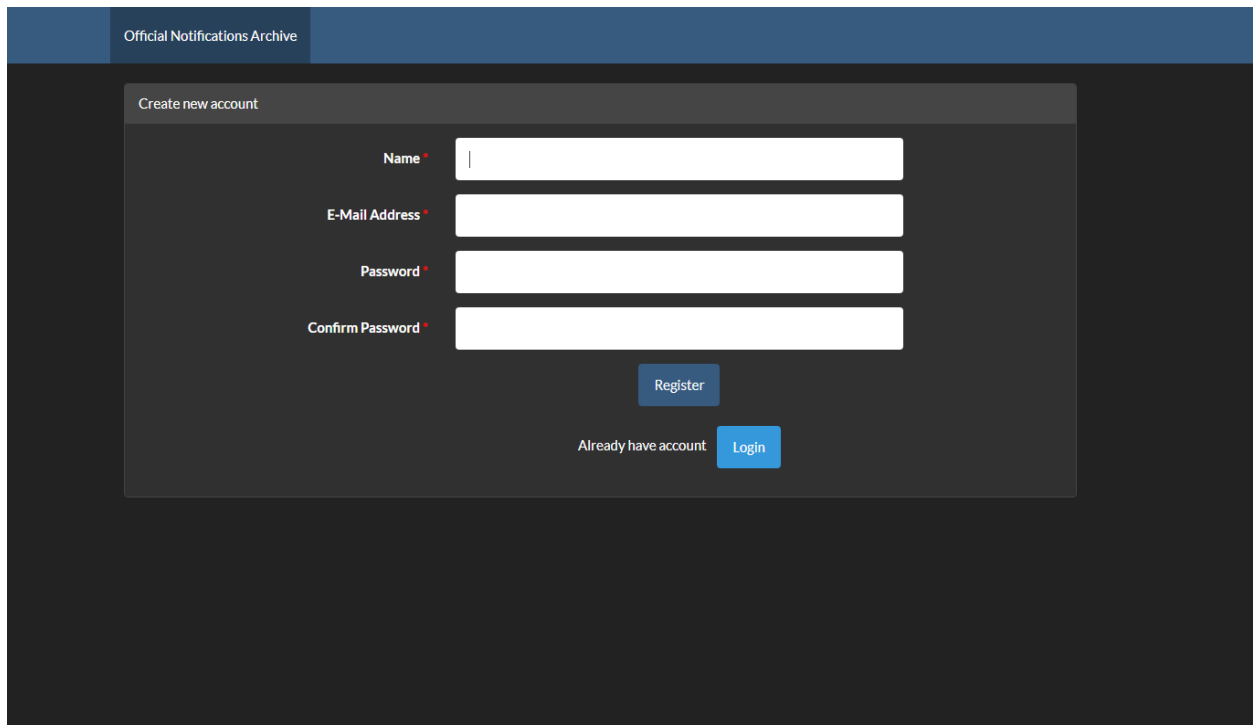 Official Notifications Archive
Create new account
Name *
E-Mail Address *
Password *
Confirm Password *
Register
Already have account Login